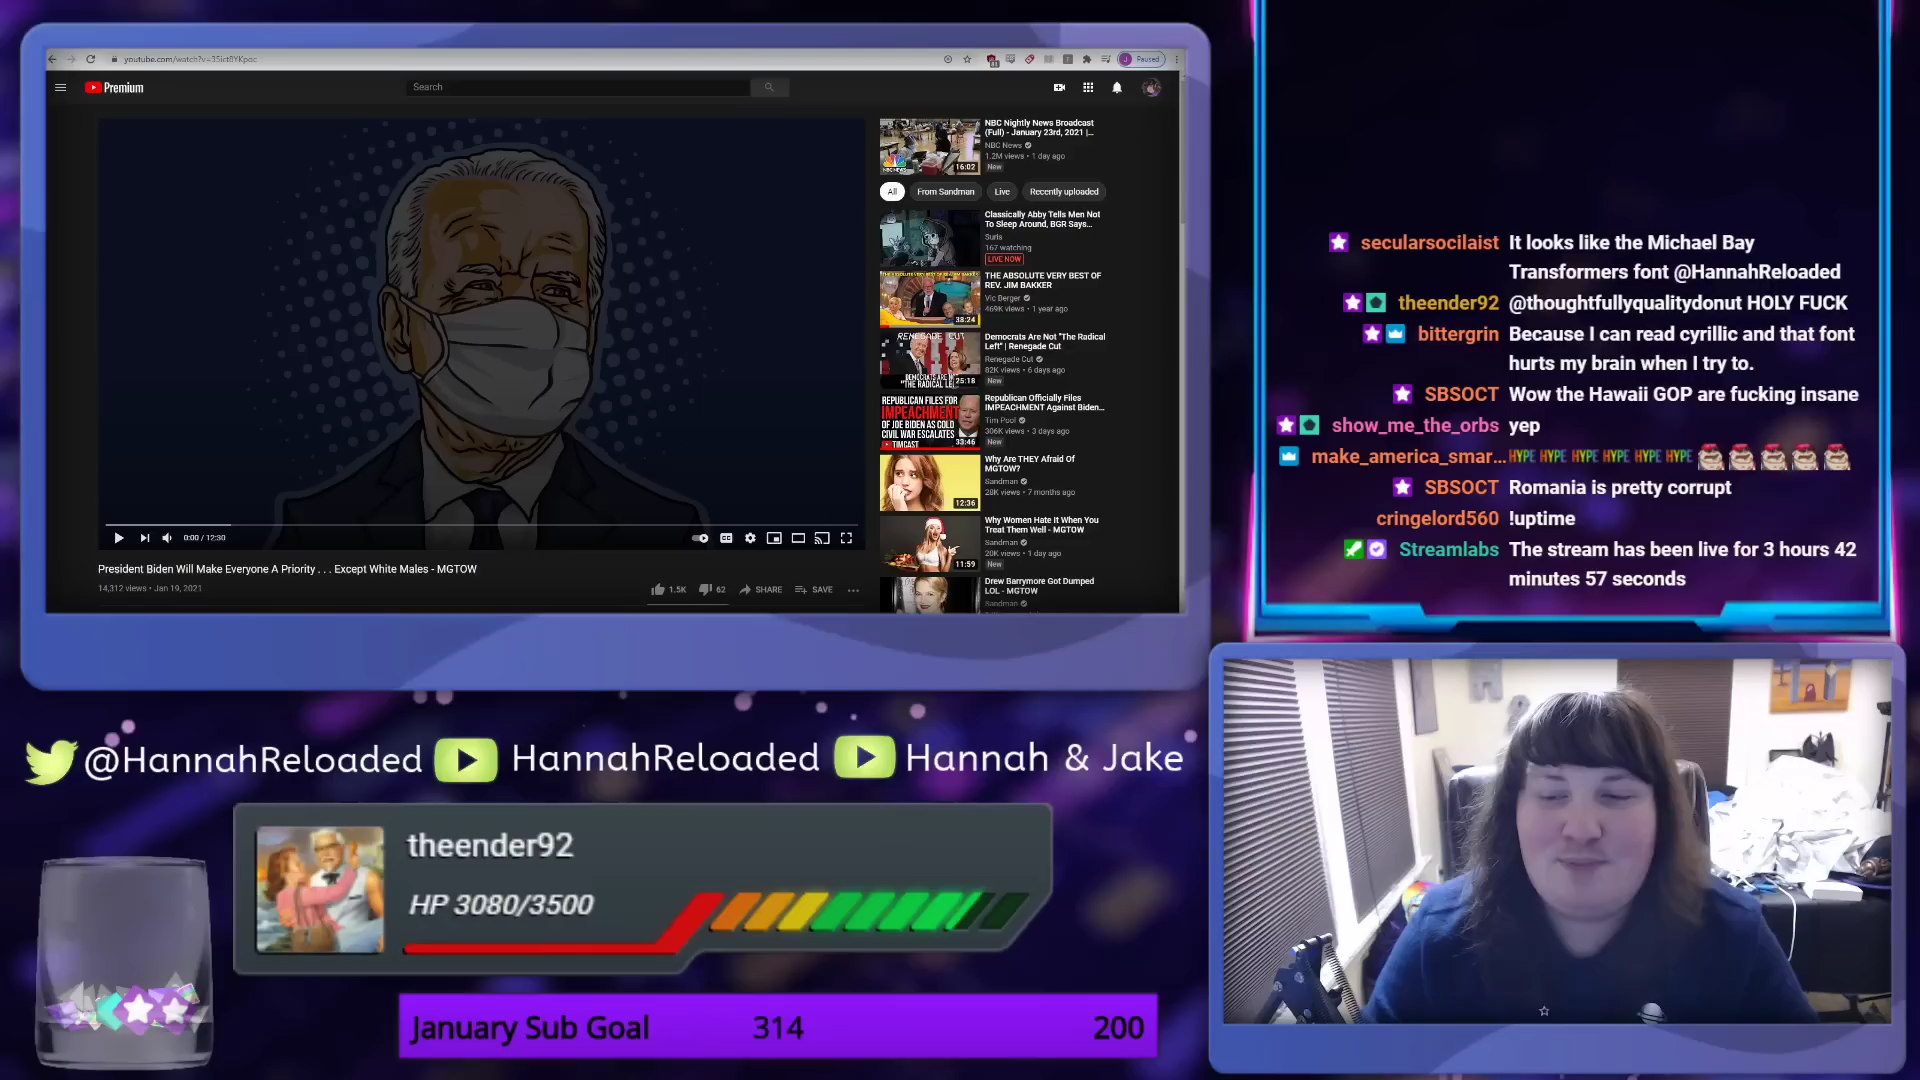 youtube.com/watch?v=35ict8YKpoc
Paused
Premium
Search
NBC Nightly News Broadcast
(Full) - January 23rd, 2021 |...
NBC News
1.2M views • 1 day ago
New
16:02
All
From Sandman
Live
Recently uploaded
Classically Abby Tells Men Not
To Sleep Around, BGR Says...
Suris
167 watching
LIVE NOW
THE ABSOLUTE VERY BEST OF
REV. JIM BAKKER
Vic Berger
469K views • 1 year ago
38:24
RENEGADE CUT
Democrats Are Not "The Radical
Left" | Renegade Cut
Renegade Cut
82K views • 6 days ago
New
25:18
REPUBLICAN FILES FOR
IMPEACHMENT
OF JOE BIDEN AS COLD
CIVIL WAR ESCALATES
TIMCAST
33:46
Republican Officially Files
IMPEACHMENT Against Biden...
Tim Pool
306K views • 3 days ago
New
Why Are THEY Afraid Of
MGTOW?
Sandman
28K views • 7 months ago
12:36
Why Women Hate It When You
Treat Them Well - MGTOW
Sandman
20K views • 1 day ago
New
11:59
Drew Barrymore Got Dumped
LOL - MGTOW
Sandman
0:00 / 12:30
President Biden Will Make Everyone A Priority . . . Except White Males - MGTOW
14,312 views • Jan 19, 2021
1.5K
62
SHARE
SAVE
secularsocilaist It looks like the Michael Bay
Transformers font @HannahReloaded
theender92 @thoughtfullyqualitydonut HOLY FUCK
bittergrin Because I can read cyrillic and that font
hurts my brain when I try to.
SBSOCT Wow the Hawaii GOP are fucking insane
show_me_the_orbs yep
make_america_smar... HYPE HYPE HYPE HYPE HYPE HYPE
SBSOCT Romania is pretty corrupt
cringelord560 !uptime
Streamlabs The stream has been live for 3 hours 42
minutes 57 seconds
@HannahReloaded HannahReloaded Hannah & Jake
theender92
HP 3080/3500
January Sub Goal 314 200